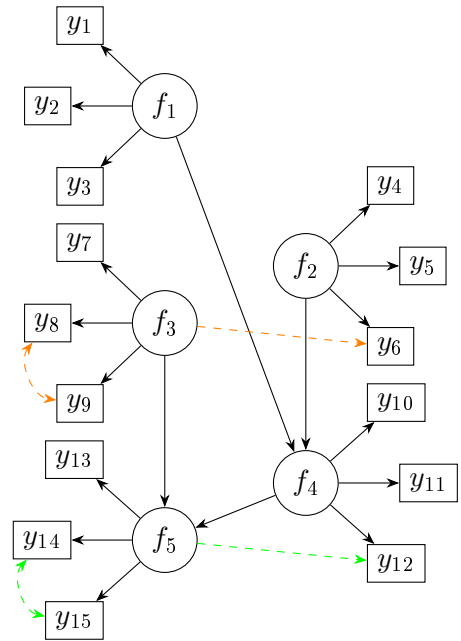 y₁
y₂
f₁
y₃
y₄
y₇
f₂
y₅
y₈
f₃
y₆
y₉
y₁₀
y₁₃
f₄
y₁₁
y₁₄
f₅
y₁₂
y₁₅